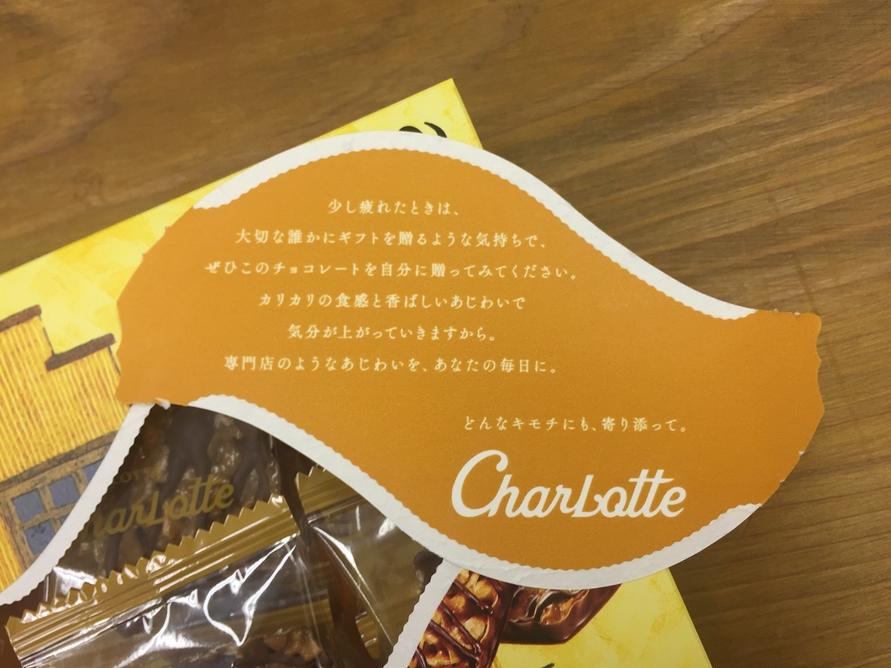 少し疲れたときは、
大切な誰かにギフトを贈るような気持ちで、
ぜひこのチョコレートを自分に贈ってみてください。
カリカリの食感と香ばしいあじわいで
気分が上がっていきますから。
専門店のようなあじわいを、あなたの毎日に。
どんなキモチにも、寄り添って。
CharLotte
harLotte